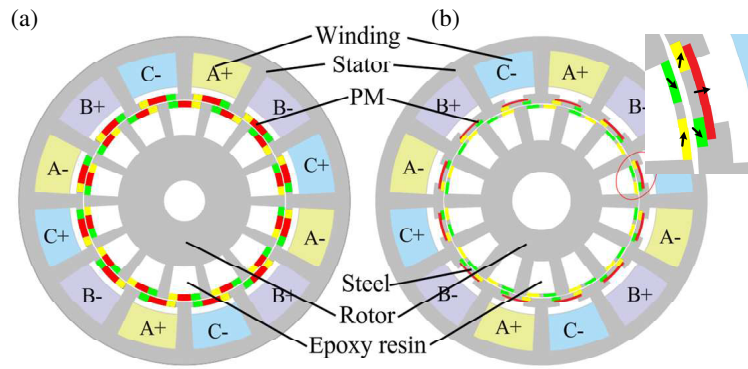 (a)
(b)
Winding
Stator
PM
Steel
Rotor
Epoxy resin
C-
A+
B+
B-
A-
C+
C+
A-
B-
B+
A+
C-
C-
A+
B+
B-
A-
C+
A-
B-
B+
A+
C-